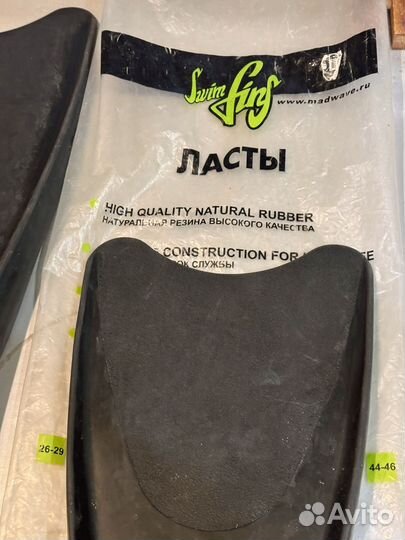 Swim fins
www.madwave.ru
ЛАСТЫ
HIGH QUALITY NATURAL RUBBER
НАТУРАЛЬНАЯ РЕЗИНА ВЫСОКОГО КАЧЕСТВА
CONSTRUCTION FOR
СЛУЖБЫ
26-29
44-46
Avito